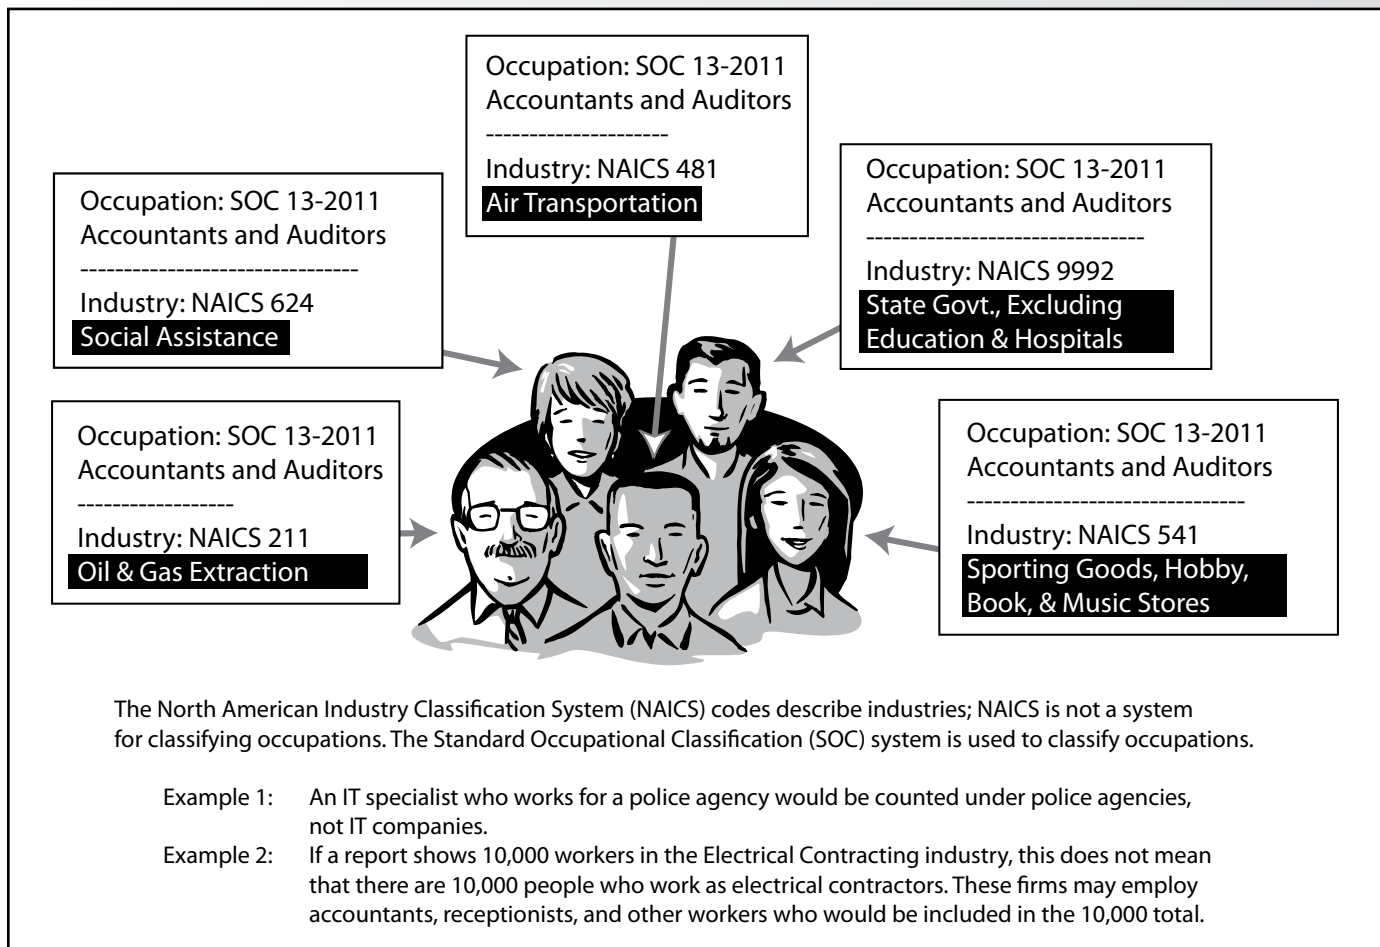 Occupation: SOC 13-2011
Accountants and Auditors
---------------------
Industry: NAICS 481
Air Transportation
Occupation: SOC 13-2011
Accountants and Auditors
--------------------------------
Industry: NAICS 624
Social Assistance
Occupation: SOC 13-2011
Accountants and Auditors
--------------------------------
Industry: NAICS 9992
State Govt., Excluding
Education & Hospitals
Occupation: SOC 13-2011
Accountants and Auditors
------------------
Industry: NAICS 211
Oil & Gas Extraction
Occupation: SOC 13-2011
Accountants and Auditors
--------------------------------
Industry: NAICS 541
Sporting Goods, Hobby,
Book, & Music Stores
The North American Industry Classification System (NAICS) codes describe industries; NAICS is not a system
for classifying occupations. The Standard Occupational Classification (SOC) system is used to classify occupations.
Example 1: An IT specialist who works for a police agency would be counted under police agencies,
not IT companies.
Example 2: If a report shows 10,000 workers in the Electrical Contracting industry, this does not mean
that there are 10,000 people who work as electrical contractors. These firms may employ
accountants, receptionists, and other workers who would be included in the 10,000 total.